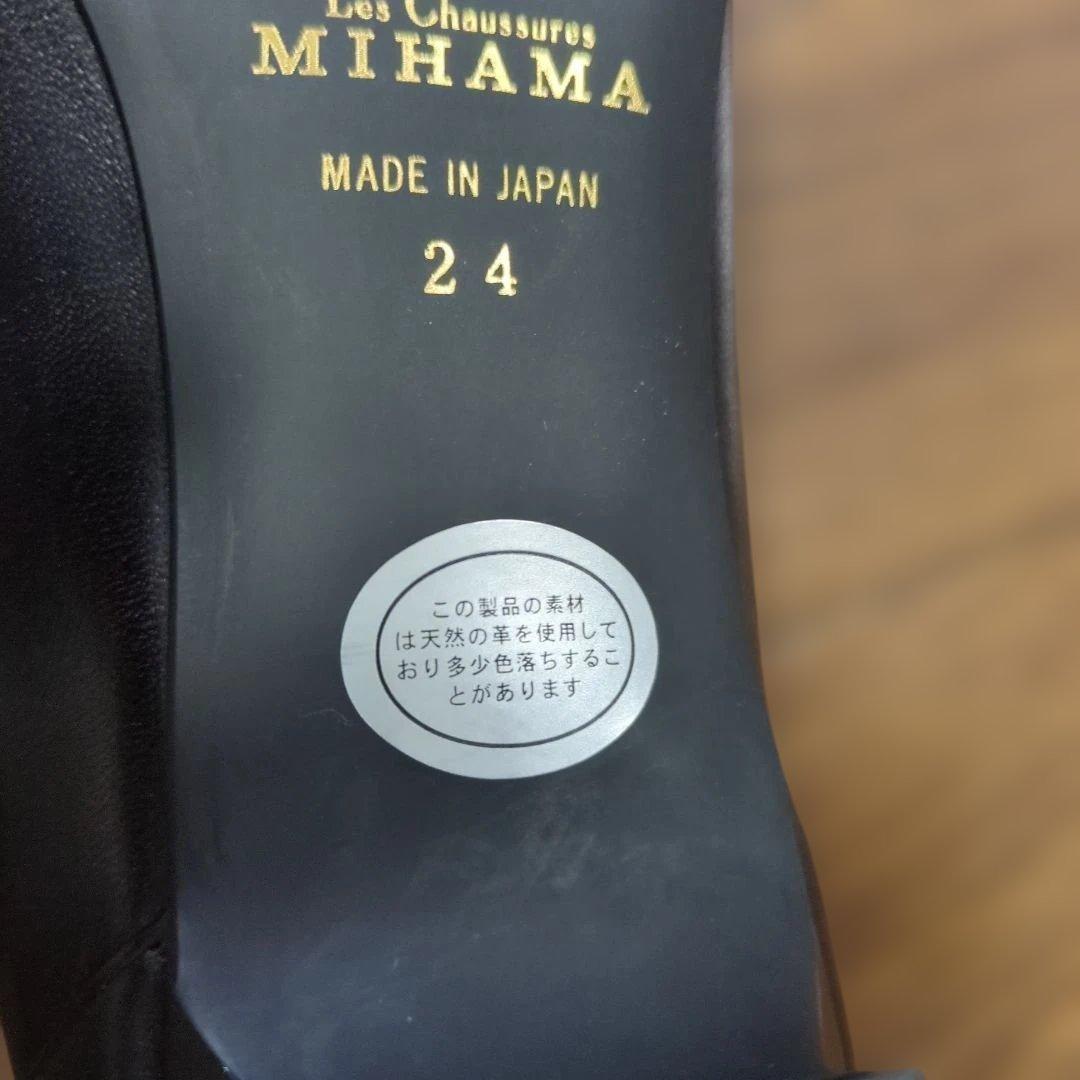 Les Chaussures
MIHAMA
MADE IN JAPAN
24
この製品の素材
は天然の革を使用して
おり多少色落ちするこ
とがあります